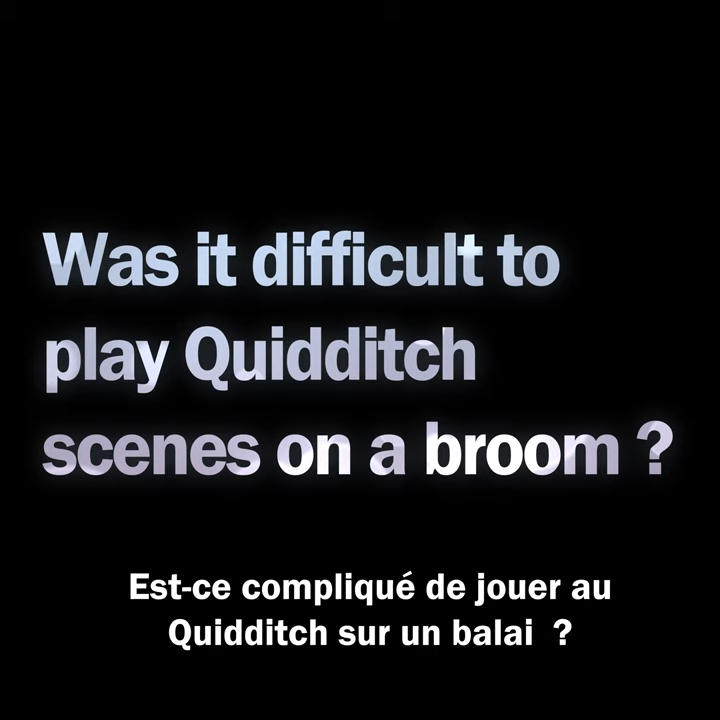 Was it difficult to
play Quidditch
scenes on a broom ?
Est-ce compliqué de jouer au
Quidditch sur un balai  ?